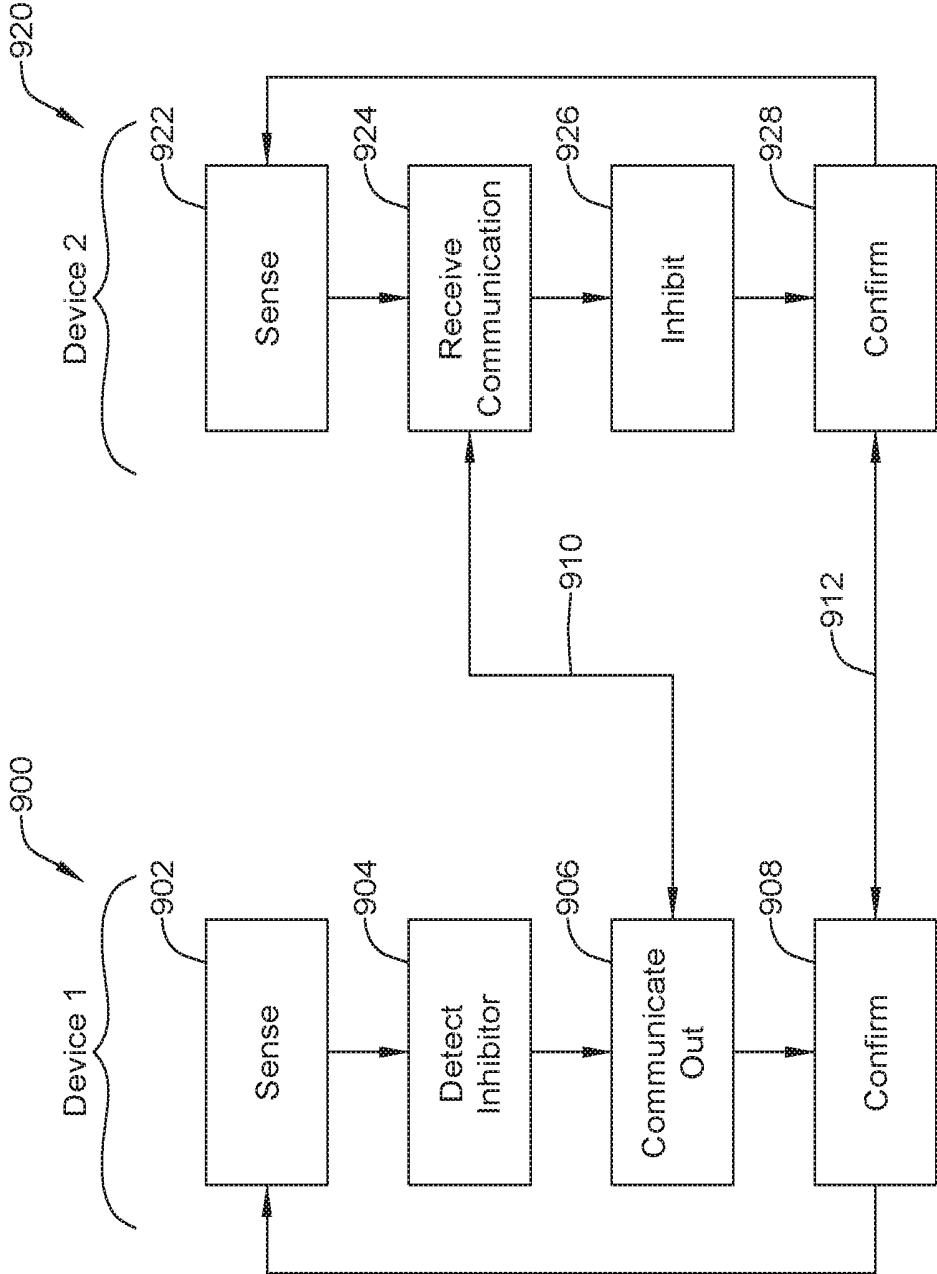 Device 1
900
902
Sense
904
Detect
Inhibitor
906
Communicate
Out
908
Confirm
910
912
Device 2
920
922
Sense
924
Receive
Communication
926
Inhibit
928
Confirm